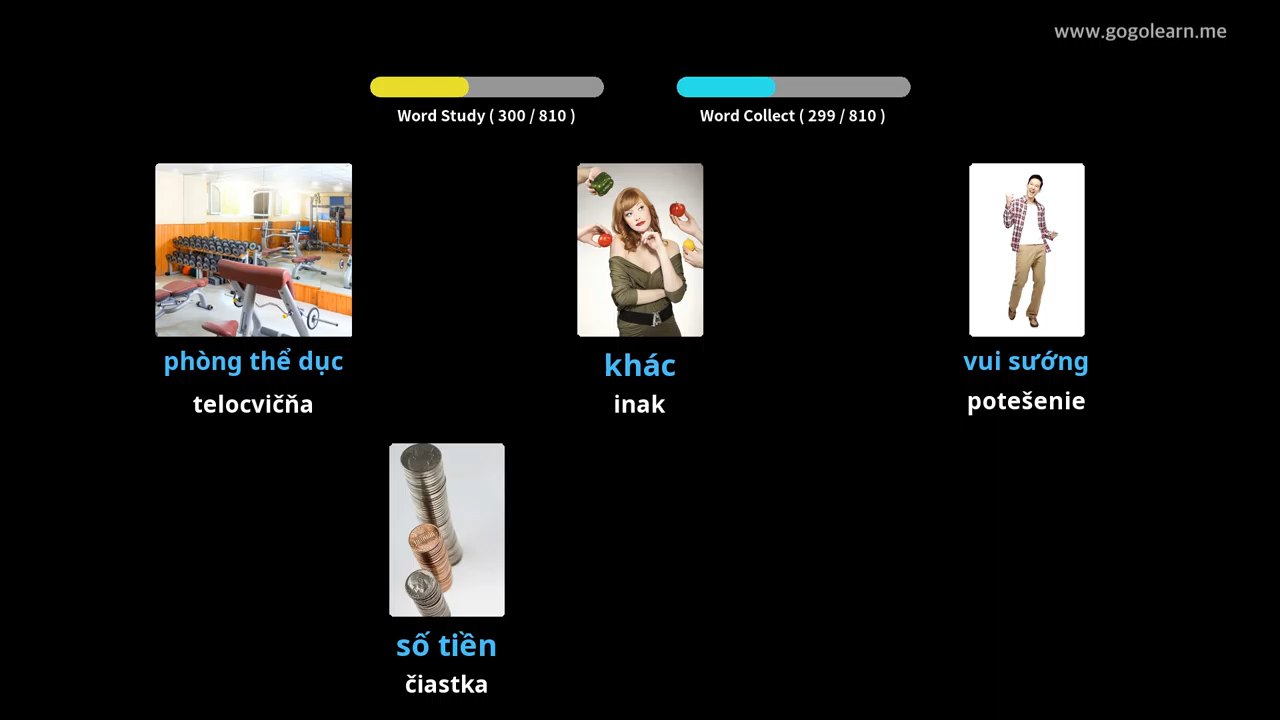 www.gogolearn.me
Word Study ( 300 / 810 )
Word Collect ( 299 / 810 )
phòng thể dục
telocvičňa
khác
inak
vui sướng
potešenie
số tiền
čiastka